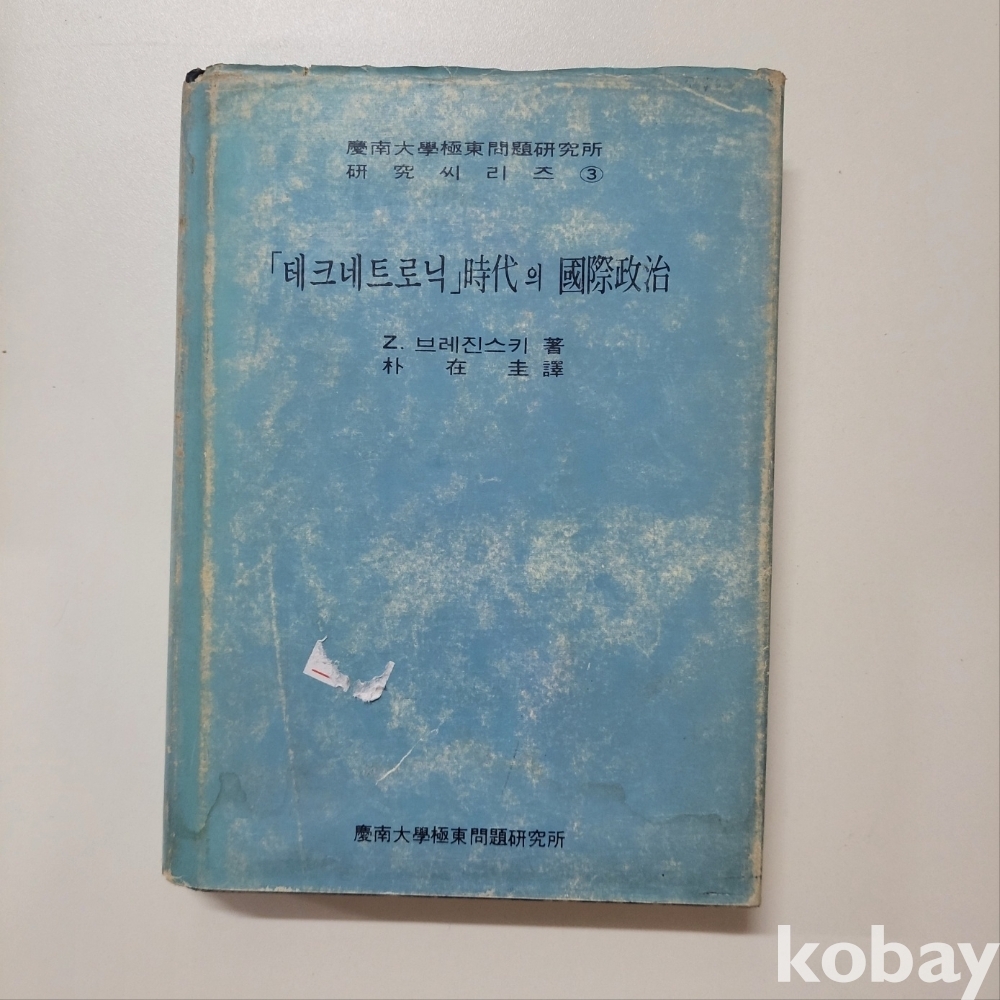 慶南大學極東問題研究所
研究씨리즈 ③
「테크네트로닉」時代의 國際政治
Z. 브레진스키 著
朴在圭 譯
慶南大學極東問題研究所
kobay